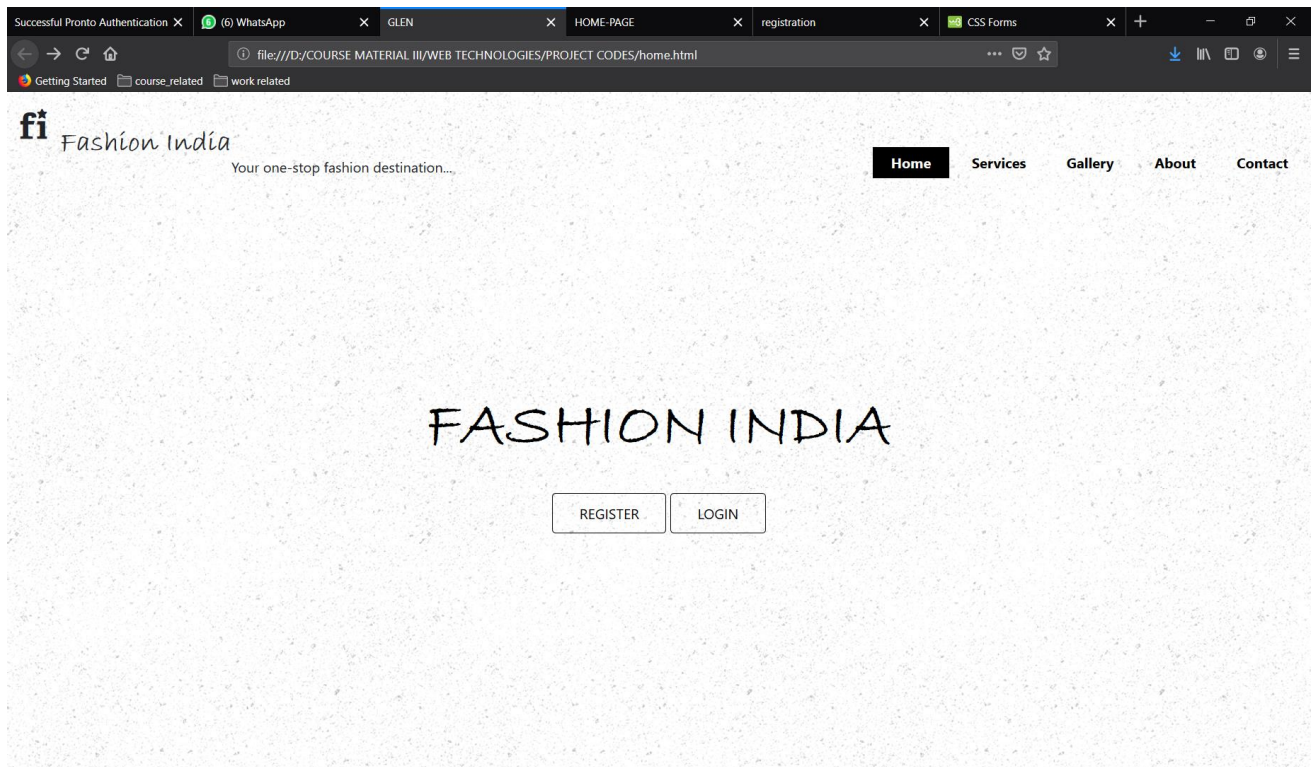 Successful Pronto Authentication (6) WhatsApp GLEN HOME-PAGE registration CSS Forms
file:///D:/COURSE MATERIAL III/WEB TECHNOLOGIES/PROJECT CODES/home.html
Getting Started course_related work related
fi Fashion India
Your one-stop fashion destination...
Home Services Gallery About Contact
FASHION INDIA
REGISTER LOGIN